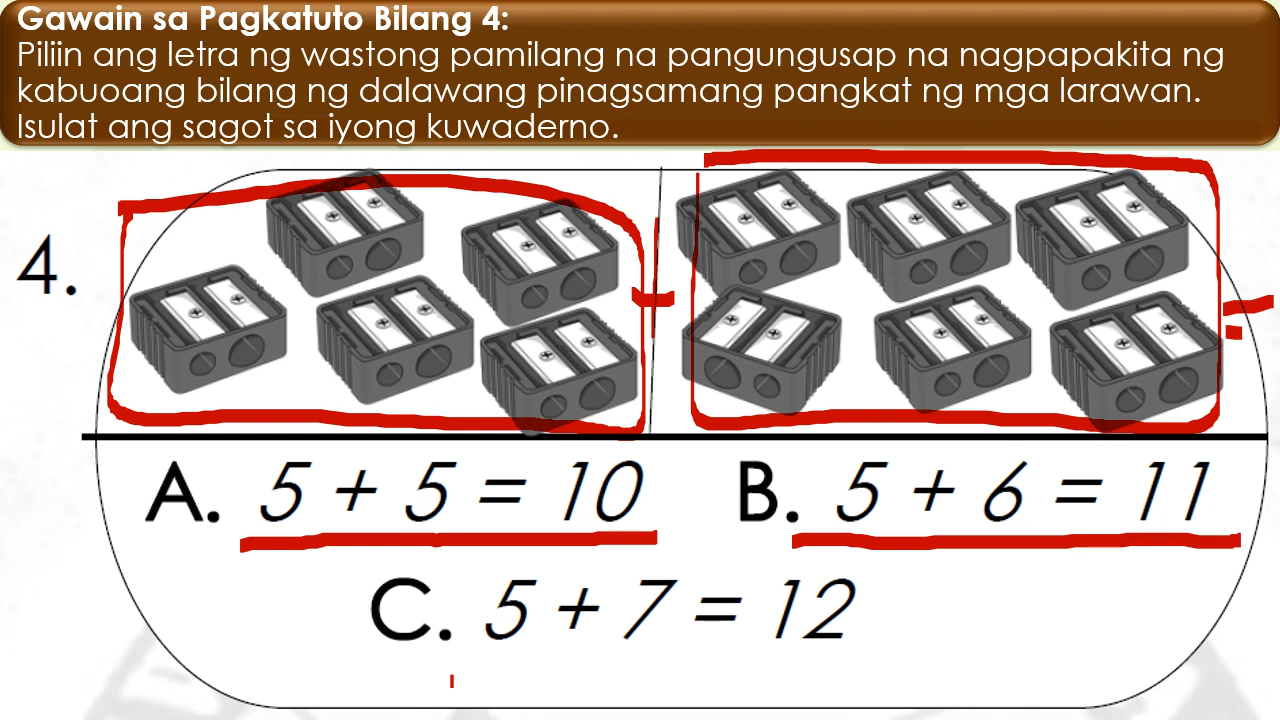 Gawain sa Pagkatuto Bilang 4:
Piliin ang letra ng wastong pamilang na pangungusap na nagpapakita ng
kabuoang bilang ng dalawang pinagsamang pangkat ng mga larawan.
Isulat ang sagot sa iyong kuwaderno.
4.
A. 5 + 5 = 10
B. 5 + 6 = 11
C. 5 + 7 = 12